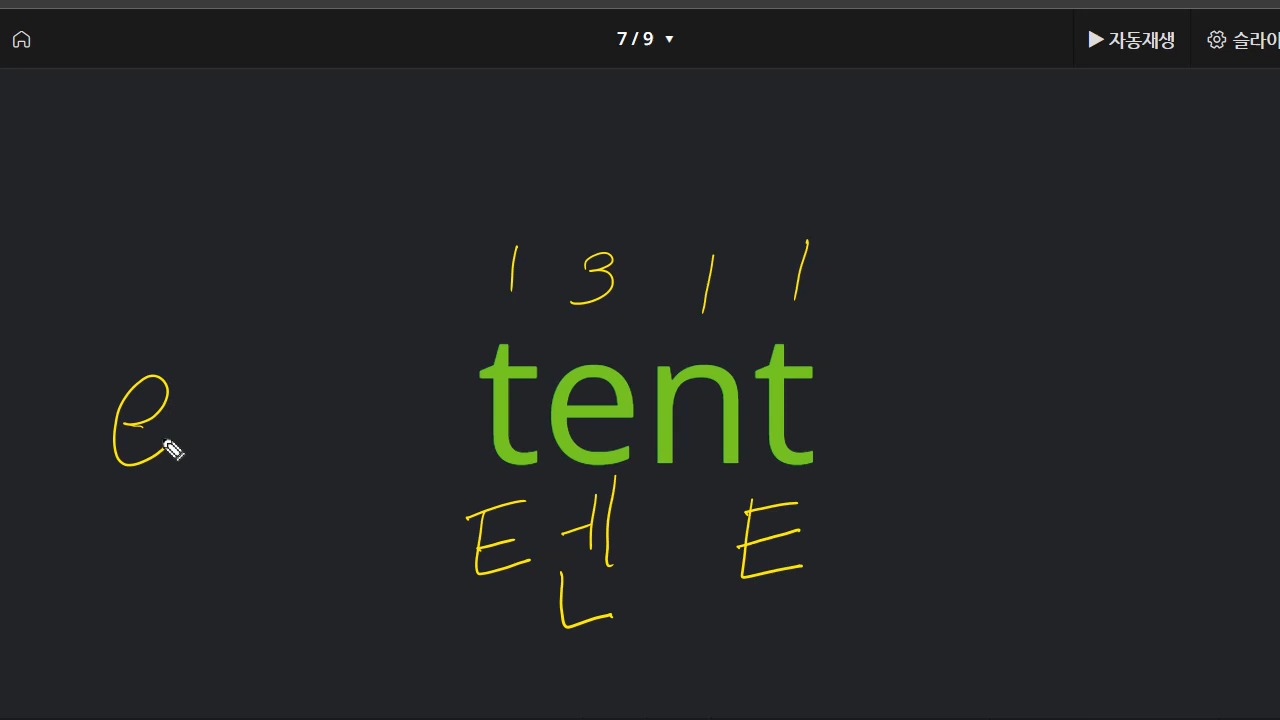 7 / 9 ▼
▶ 자동재생
슬라이
1 3 1 1
tent
e
텐 ㅌ